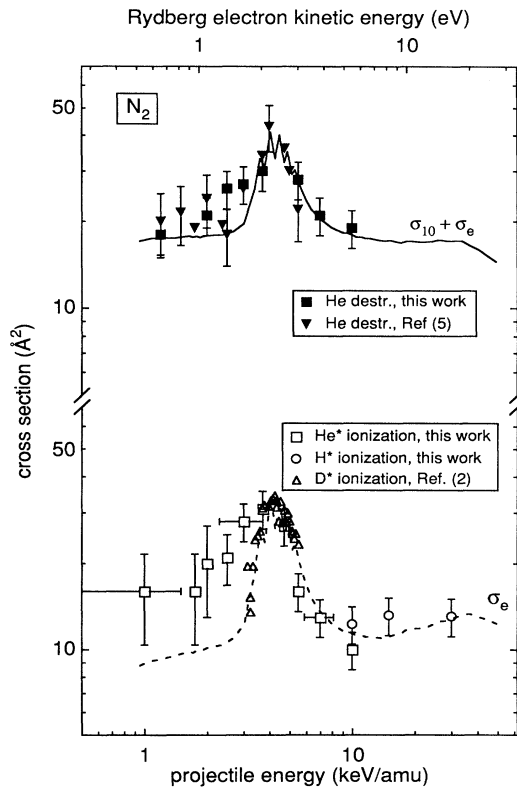 Rydberg electron kinetic energy (eV)
1 10
N₂
50
σ₁₀ + σₑ
10
■ He destr., this work
▼ He destr., Ref (5)
cross section (Å²)
□ He* ionization, this work
○ H* ionization, this work
△ D* ionization, Ref. (2)
50
σₑ
10
1 10
projectile energy (keV/amu)